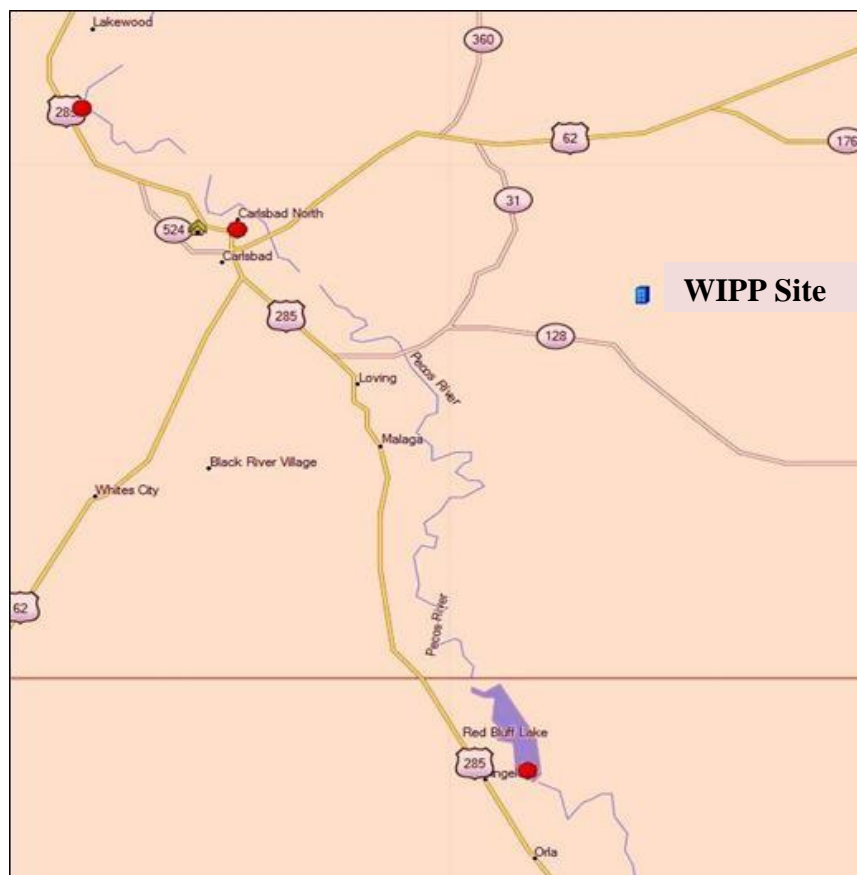 Lakewood
360
285
62
176
31
Carlsbad North
524
Carlsbad
WIPP Site
285
128
Pecos River
Loving
Malaga
Black River Village
Whites City
62
Pecos River
Red Bluff Lake
285
Orla